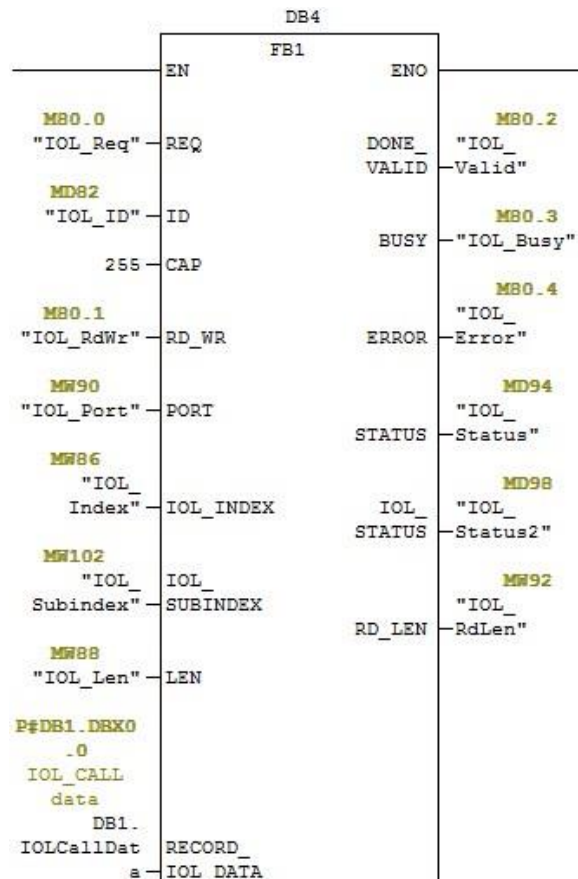 DB4
FB1
EN
ENO
M80.0
"IOL_Req"
REQ
MD82
"IOL_ID"
ID
255
CAP
M80.1
"IOL_RdWr"
RD_WR
MW90
"IOL_Port"
PORT
MW86
"IOL_
Index"
IOL_INDEX
MW102
"IOL_
Subindex"
IOL_
SUBINDEX
MW88
"IOL_Len"
LEN
P#DB1.DBX0
.0
IOL_CALL
data
DB1.
IOLCallDat
a
RECORD_
IOL_DATA
DONE_
VALID
M80.2
"IOL_
Valid"
BUSY
M80.3
"IOL_Busy"
ERROR
M80.4
"IOL_
Error"
STATUS
MD94
"IOL_
Status"
IOL_
STATUS
MD98
"IOL_
Status2"
RD_LEN
MW92
"IOL_
RdLen"